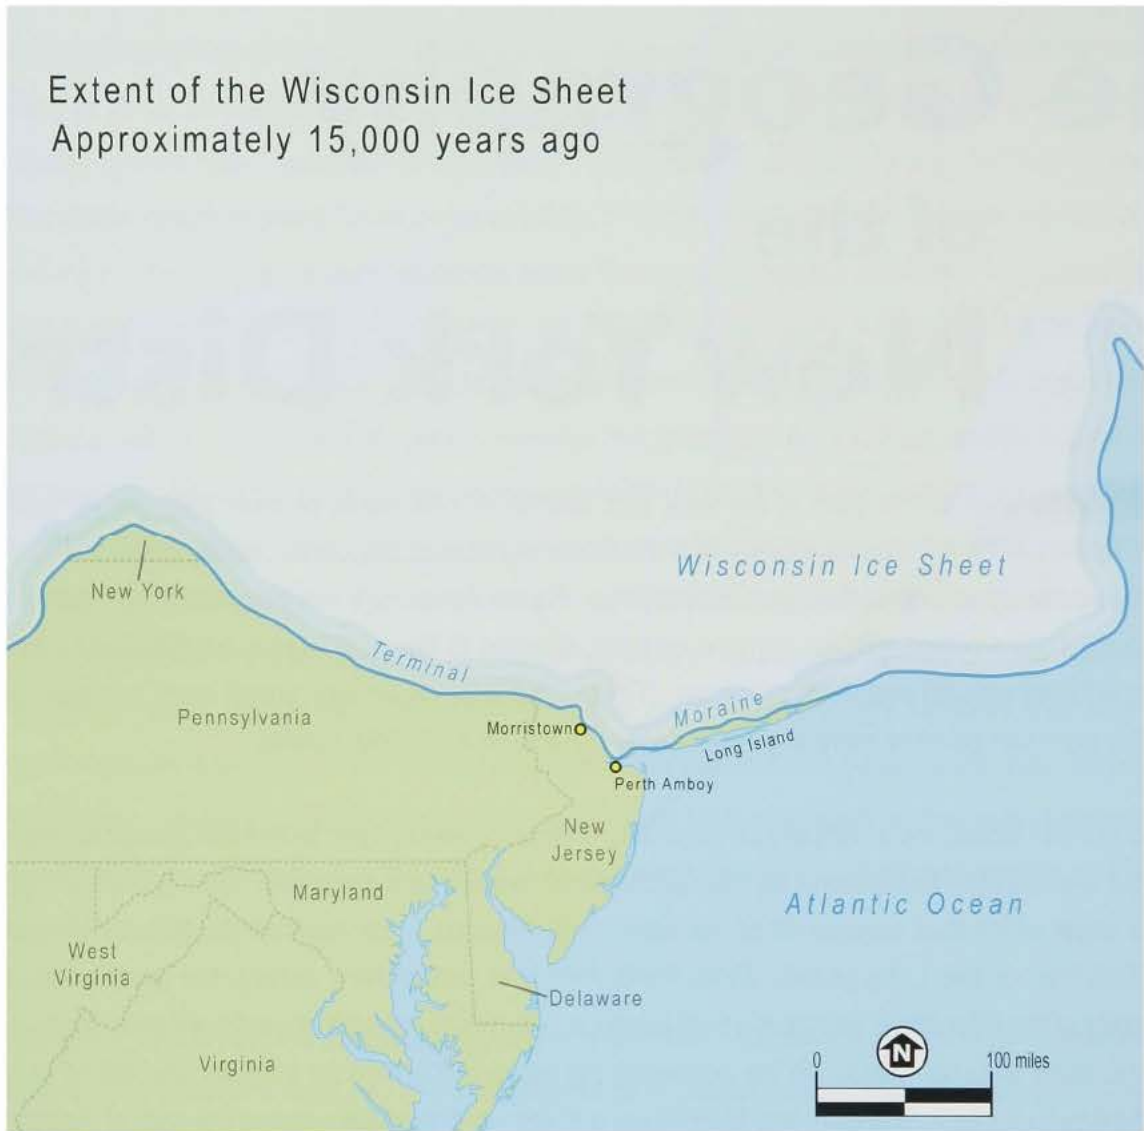 Extent of the Wisconsin Ice Sheet
Approximately 15,000 years ago
Wisconsin Ice Sheet
New York
Terminal
Moraine
Pennsylvania
Morristown
Long Island
Perth Amboy
New
Jersey
Maryland
Atlantic Ocean
West
Virginia
Delaware
Virginia
N
0
100 miles